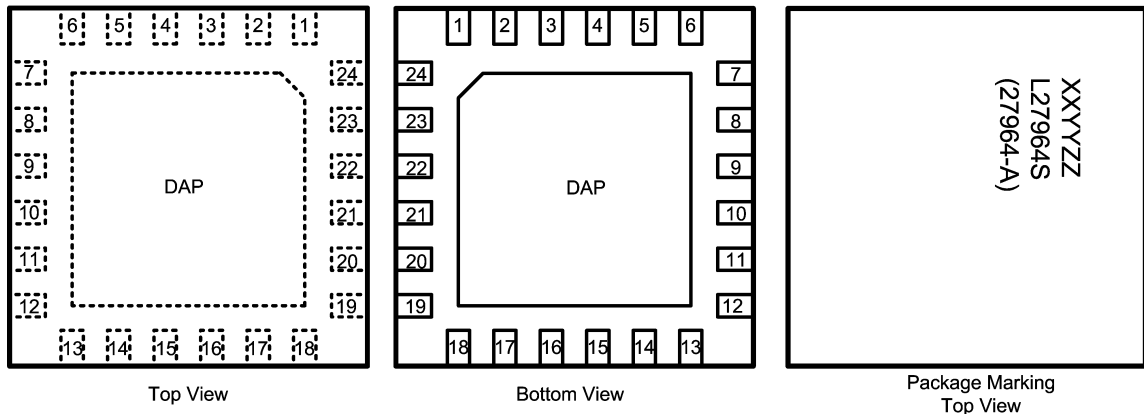 6 5 4 3 2 1
7 24
8 23
9 22
DAP
10 21
11 20
12 19
13 14 15 16 17 18
Top View
1 2 3 4 5 6
24 7
23 8
22 9
DAP
21 10
20 11
19 12
18 17 16 15 14 13
Bottom View
XXYYZZ
L27964S
(27964-A)
Package Marking
Top View